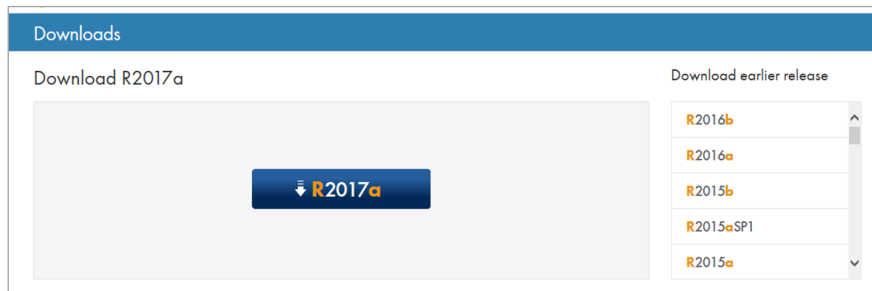 Downloads
Download R2017a
R2017a
Download earlier release
R2016b
R2016a
R2015b
R2015aSP1
R2015a